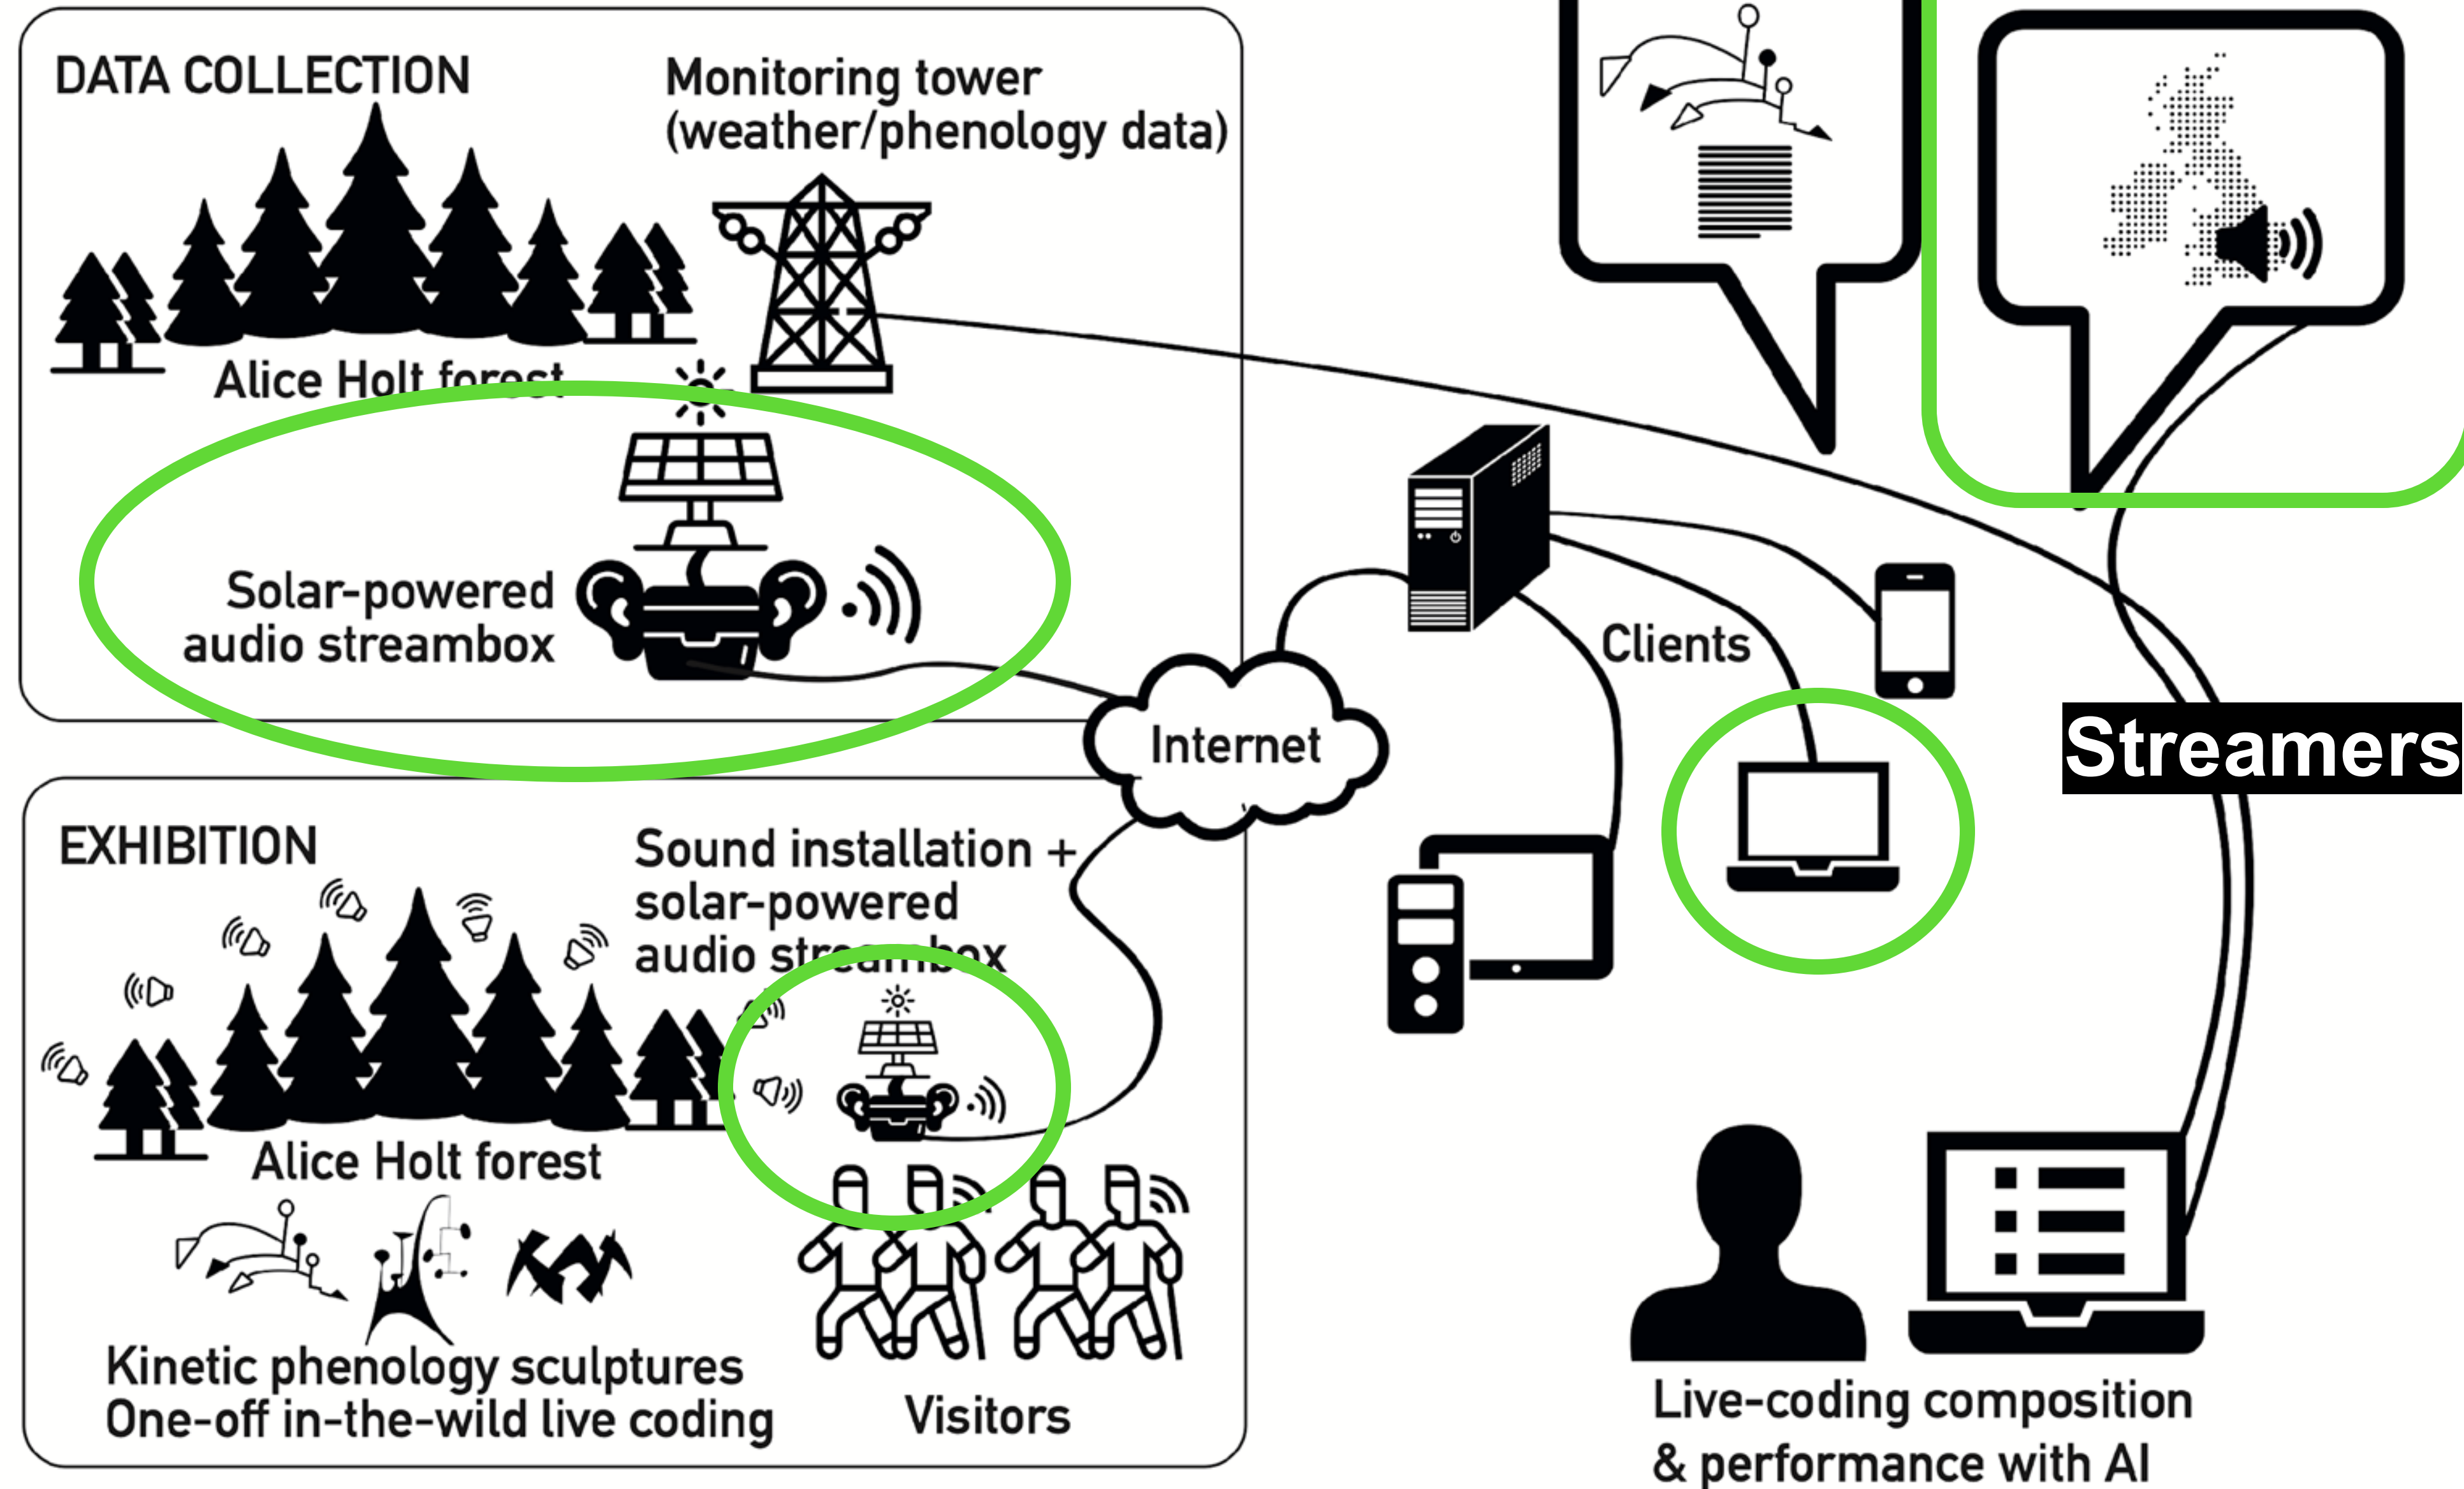 DATA COLLECTION
Monitoring tower
(weather/phenology data)
Alice Holt forest
Solar-powered
audio streambox
Internet
Clients
Streamers
EXHIBITION
Sound installation +
solar-powered
audio streambox
Alice Holt forest
Kinetic phenology sculptures
One-off in-the-wild live coding
Visitors
Live-coding composition
& performance with AI